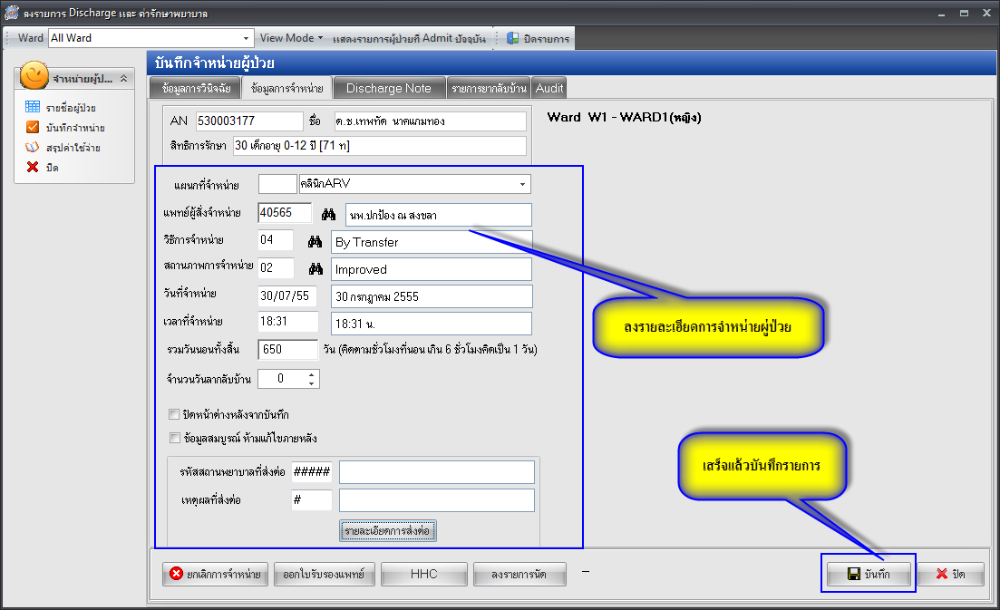 ลงรายการ Discharge และ ค่ารักษาพยาบาล
Ward All Ward View Mode แสดงรายการผู้ป่วยที่ Admit ปัจจุบัน ปิดรายการ
จำหน่ายผู้ป...
รายชื่อผู้ป่วย
บันทึกจำหน่าย
สรุปค่าใช้จ่าย
ปิด
บันทึกจำหน่ายผู้ป่วย
ข้อมูลการวินิจฉัย ข้อมูลการจำหน่าย Discharge Note รายการยากลับบ้าน Audit
AN 530003177 ชื่อ ด.ช.เทพทัต นาคแกมทอง
Ward W1 - WARD1(หญิง)
สิทธิการรักษา 30 เด็กอายุ 0-12 ปี [71 ท]
แผนกที่จำหน่าย คลินิกARV
แพทย์ผู้สั่งจำหน่าย 40565 นพ.ปกป้อง ณ สงขลา
วิธีการจำหน่าย 04 By Transfer
สถานภาพการจำหน่าย 02 Improved
วันที่จำหน่าย 30/07/55 30 กรกฎาคม 2555
เวลาที่จำหน่าย 18:31 18:31 น.
รวมวันนอนทั้งสิ้น 650 วัน (คิดตามชั่วโมงที่นอน เกิน 6 ชั่วโมงคิดเป็น 1 วัน)
จำนวนวันลากลับบ้าน 0
ปิดหน้าต่างหลังจากบันทึก
ข้อมูลสมบูรณ์ ห้ามแก้ไขภายหลัง
รหัสสถานพยาบาลที่ส่งต่อ #####
เหตุผลที่ส่งต่อ #
รายละเอียดการส่งต่อ
ลงรายละเอียดการจำหน่ายผู้ป่วย
เสร็จแล้วบันทึกรายการ
ยกเลิกการจำหน่าย ออกใบรับรองแพทย์ HHC ลงรายการนัด – บันทึก ปิด